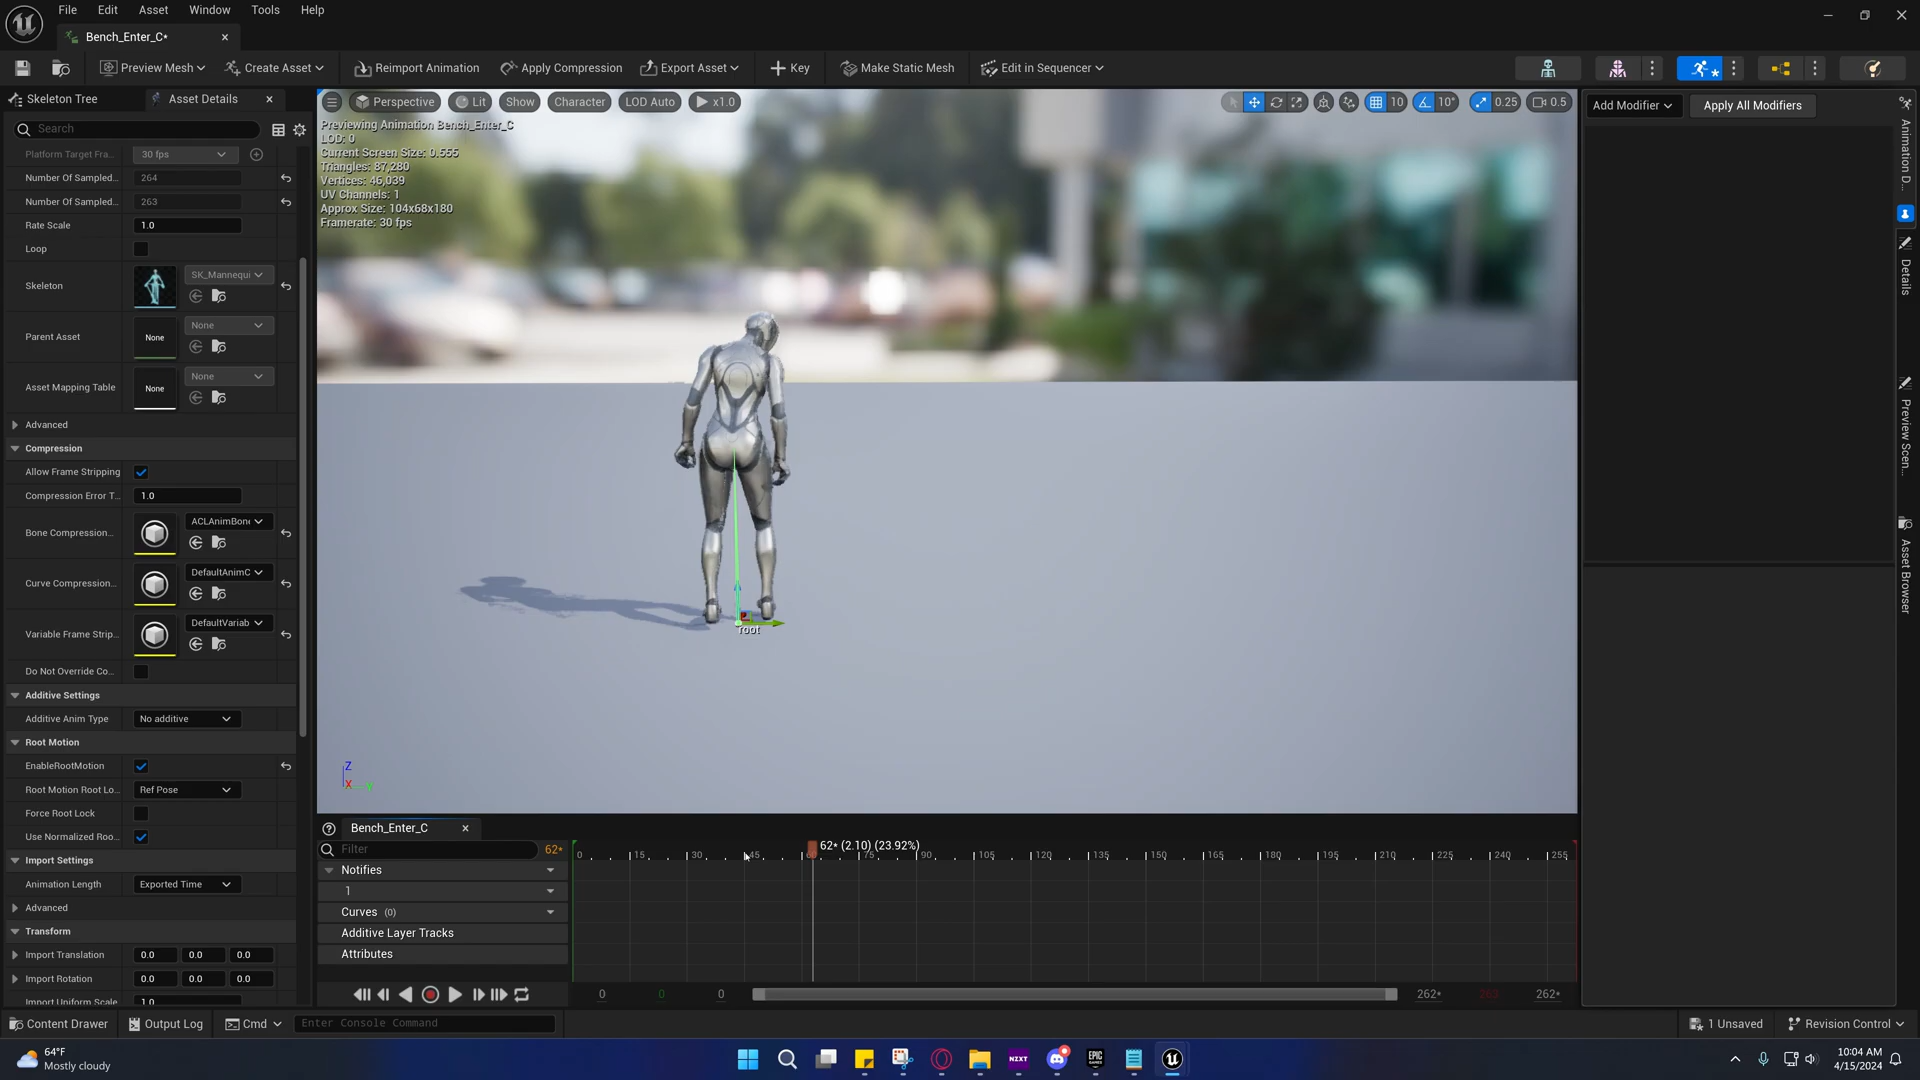 File Edit Asset Window Tools Help
Bench_Enter_C*
Preview Mesh Create Asset Reimport Animation Apply Compression Export Asset Key Make Static Mesh Edit in Sequencer
Skeleton Tree Asset Details
Search
Platform Target Fra... 30 fps
Number Of Sampled... 264
Number Of Sampled... 263
Rate Scale 1.0
Loop
Skeleton SK_Mannequi
Parent Asset None None
Asset Mapping Table None None
Advanced
Compression
Allow Frame Stripping
Compression Error T... 1.0
Bone Compression... ACLAnimBone
Curve Compression... DefaultAnimC
Variable Frame Strip... DefaultVariab
Do Not Override Co...
Additive Settings
Additive Anim Type No additive
Root Motion
EnableRootMotion
Root Motion Root Lo... Ref Pose
Force Root Lock
Use Normalized Roo...
Import Settings
Animation Length Exported Time
Advanced
Transform
Import Translation 0.0 0.0 0.0
Import Rotation 0.0 0.0 0.0
Import Uniform Scale 1.0
Perspective Lit Show Character LOD Auto x1.0 10 10° 0.25 0.5
Previewing Animation Bench_Enter_C
LOD: 0
Current Screen Size: 0.555
Triangles: 87,280
Vertices: 46,039
UV Channels: 1
Approx Size: 104x68x180
Framerate: 30 fps
root
Z
X Y
Add Modifier Apply All Modifiers
Animation D...
Details
Preview Scen...
Asset Browser
Bench_Enter_C
Filter 62*
62* (2.10) (23.92%)
0 15 30 45 60 75 90 105 120 135 150 165 180 195 210 225 240 255
Notifies
1
Curves (0)
Additive Layer Tracks
Attributes
0 0 0 262* 263 262*
Content Drawer Output Log Cmd Enter Console Command 1 Unsaved Revision Control
64°F
Mostly cloudy
NZXT
EPIC
GAMES
10:04 AM
4/15/2024